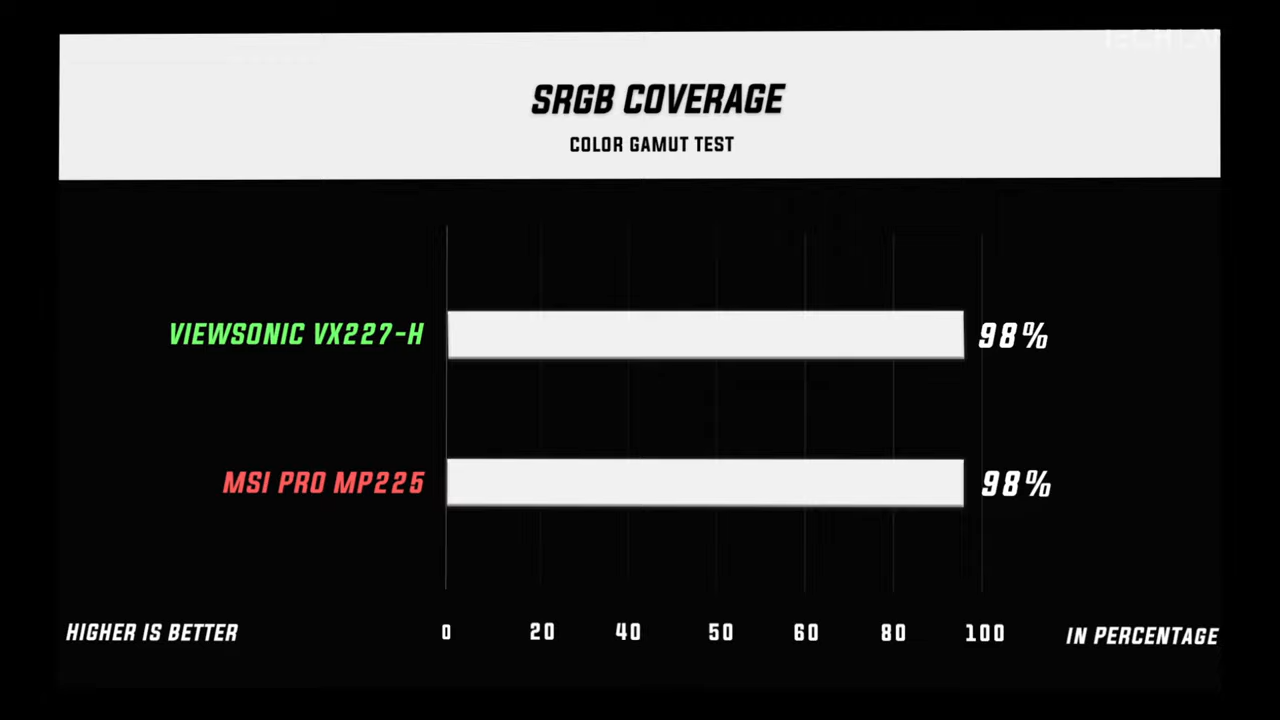 SRGB COVERAGE
COLOR GAMUT TEST
VIEWSONIC VX227-H
98%
MSI PRO MP225
98%
HIGHER IS BETTER
0 20 40 50 60 80 100
IN PERCENTAGE